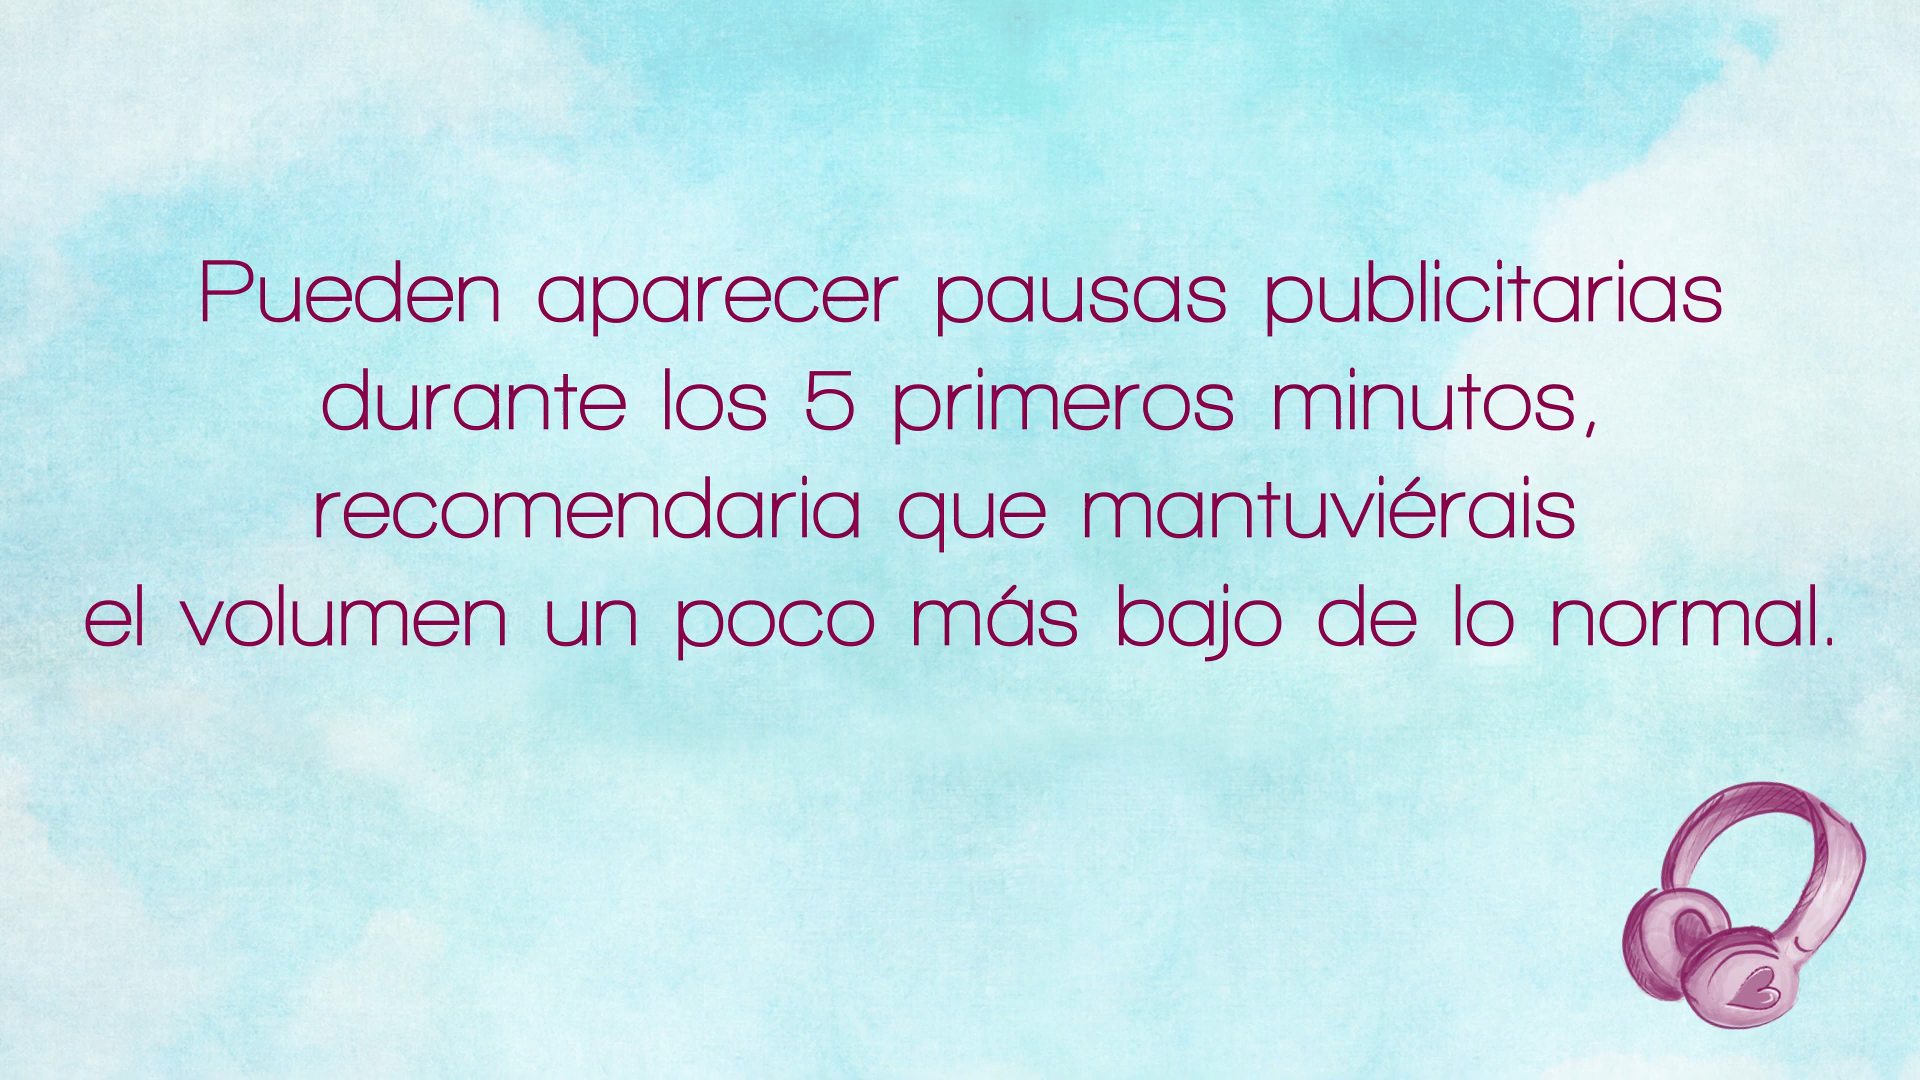 Pueden aparecer pausas publicitarias
durante los 5 primeros minutos,
recomendaria que mantuviérais
el volumen un poco más bajo de lo normal.